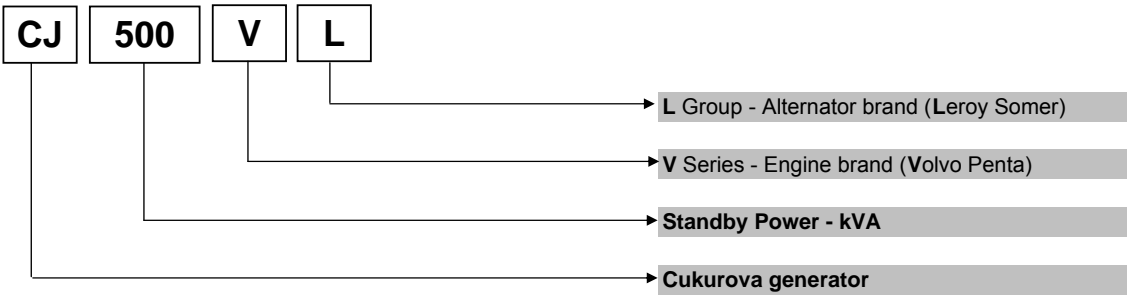 CJ 500 V L
L Group - Alternator brand (Leroy Somer)
V Series - Engine brand (Volvo Penta)
Standby Power - kVA
Cukurova generator